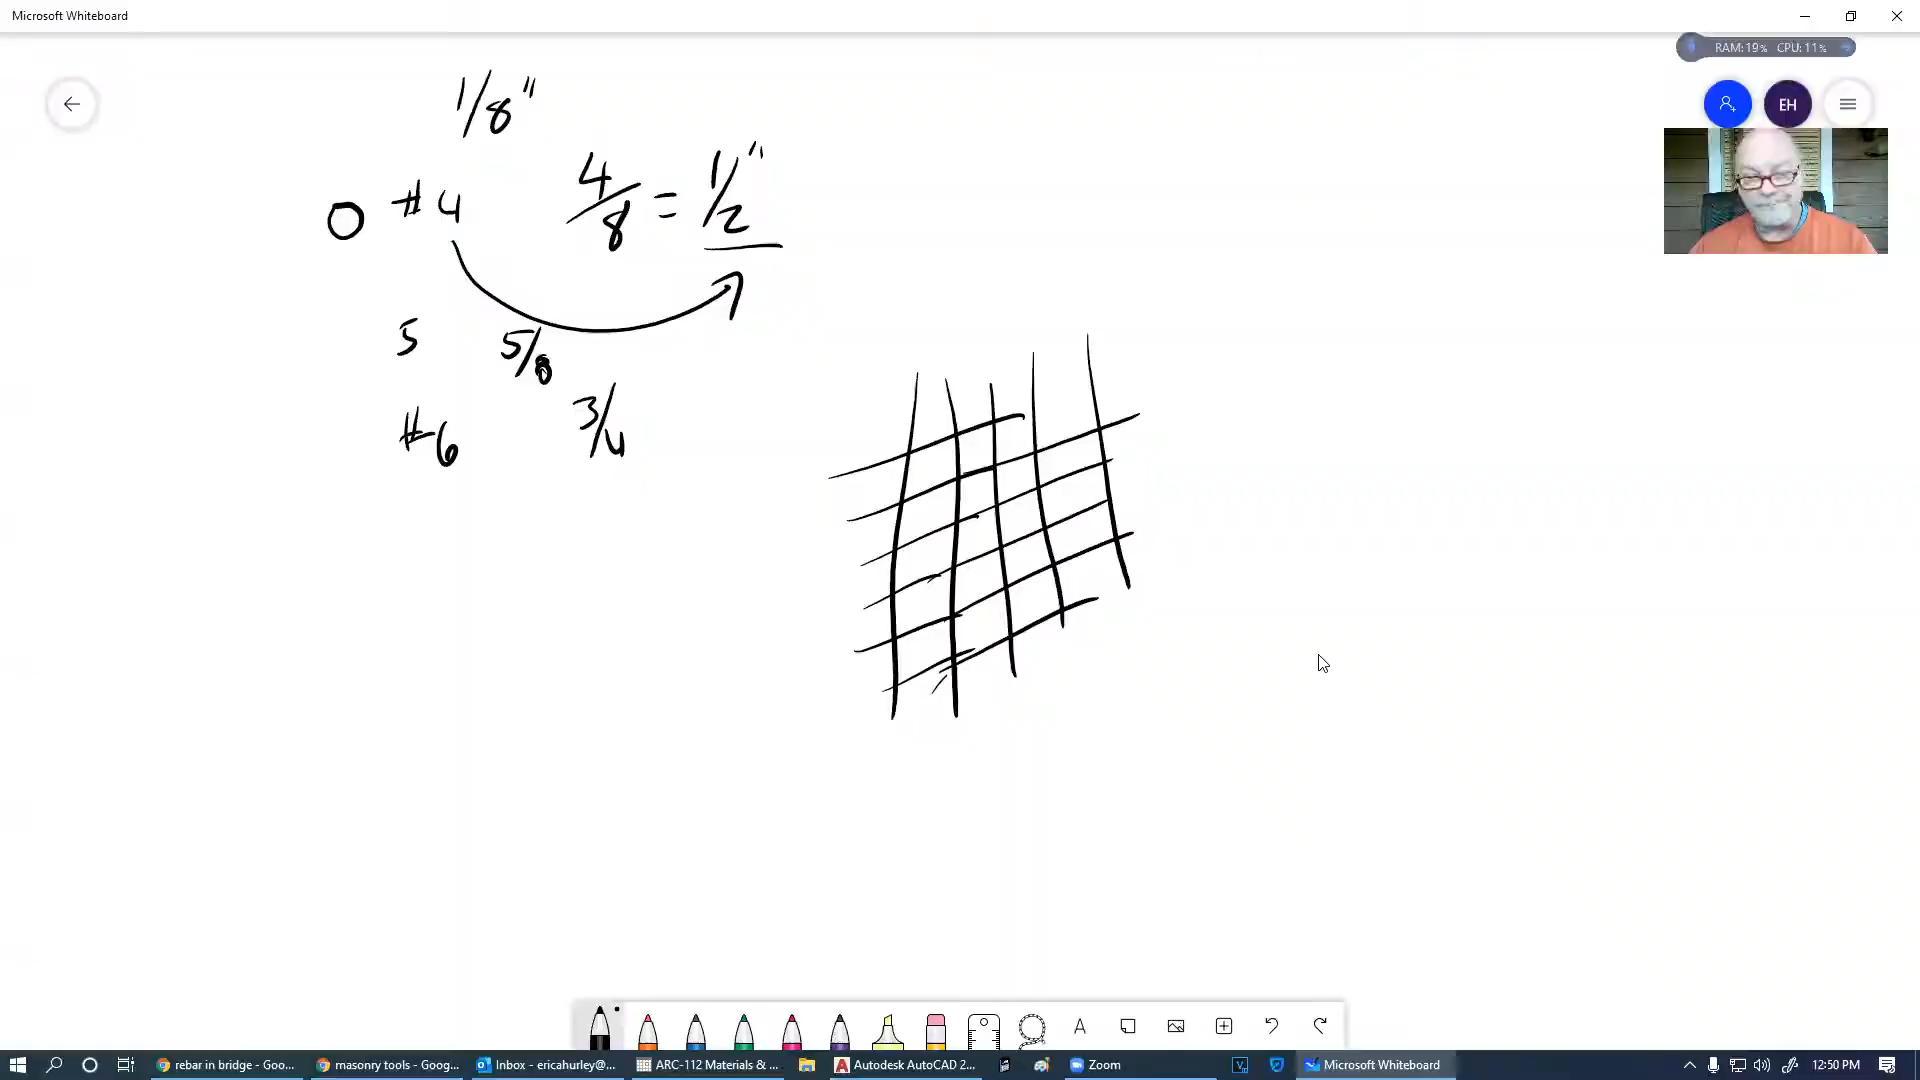 Microsoft Whiteboard
RAM:19% CPU:11%
EH
1/8"
#4 4/8 = 1/2"
5 5/8
#6 3/4
A
rebar in bridge - Goo...
masonry tools - Goog...
Inbox - ericahurley@...
ARC-112 Materials & ...
Autodesk AutoCAD 2...
Zoom
Microsoft Whiteboard
12:50 PM